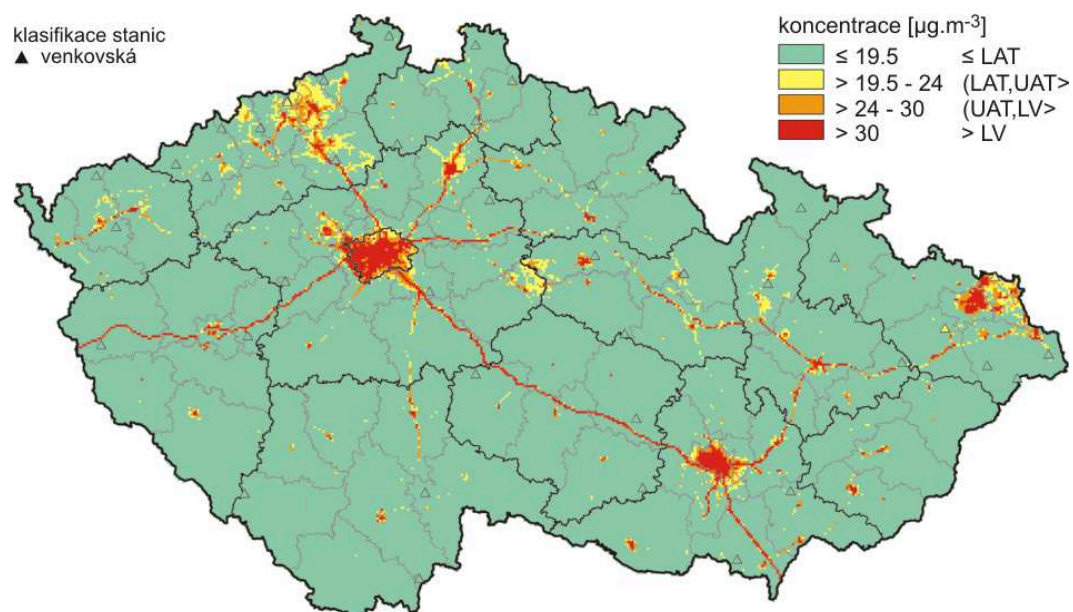 klasifikace stanic
▲ venkovská
koncentrace [µg.m-3]
≤ 19.5 ≤ LAT
> 19.5 - 24 (LAT,UAT>
> 24 - 30 (UAT,LV>
> 30 > LV